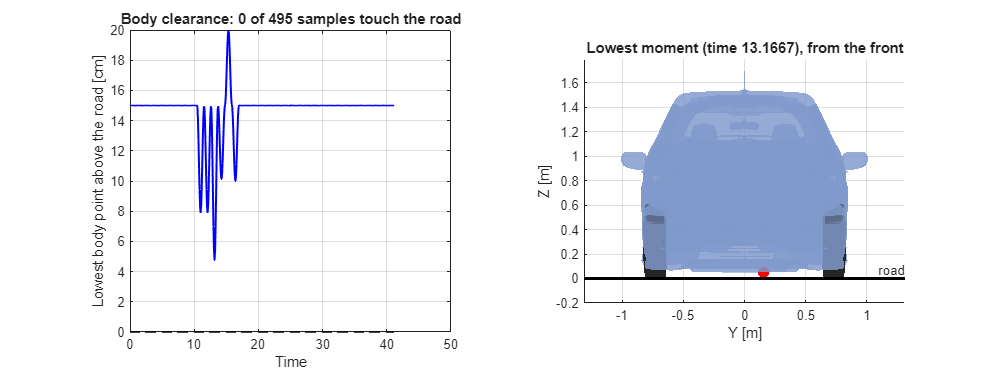 Body clearance: 0 of 495 samples touch the road
Lowest body point above the road [cm]
20
18
16
14
12
10
8
6
4
2
0
0 10 20 30 40 50
Time
Lowest moment (time 13.1667), from the front
Z [m]
1.6
1.4
1.2
1
0.8
0.6
0.4
0.2
0
-0.2
road
-1 -0.5 0 0.5 1
Y [m]